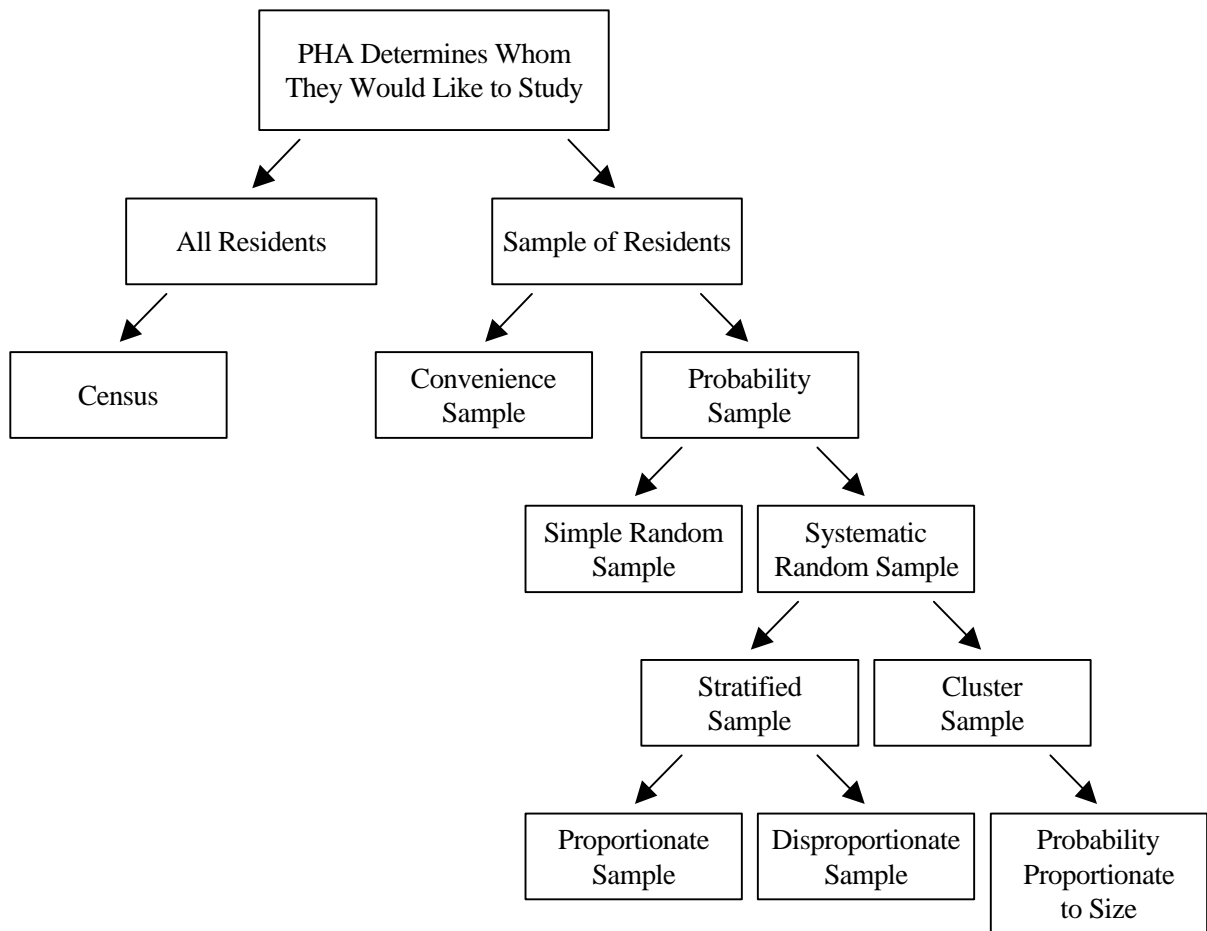 PHA Determines Whom
They Would Like to Study
All Residents
Sample of Residents
Census
Convenience
Sample
Probability
Sample
Simple Random
Sample
Systematic
Random Sample
Stratified
Sample
Cluster
Sample
Proportionate
Sample
Disproportionate
Sample
Probability
Proportionate
to Size